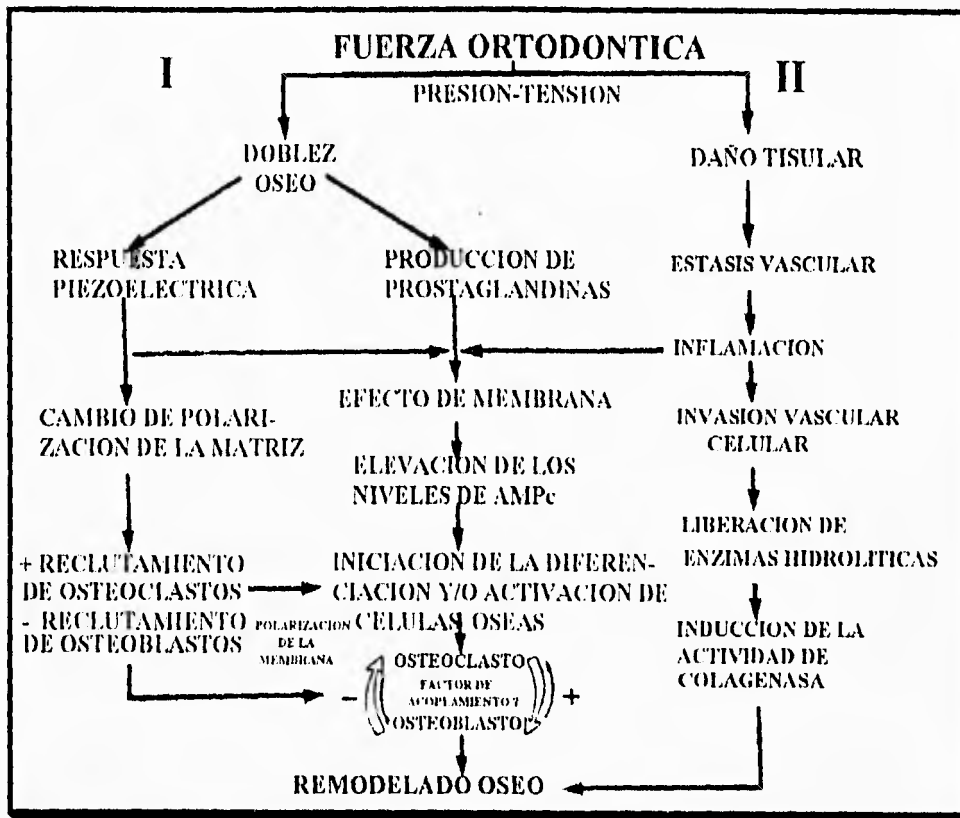 FUERZA ORTODONTICA
I
II
PRESION-TENSION
DOBLEZ
OSEO
DAÑO TISULAR
RESPUESTA
PIEZOELECTRICA
PRODUCCION DE
PROSTAGLANDINAS
ESTASIS VASCULAR
INFLAMACION
EFECTO DE MEMBRANA
CAMBIO DE POLARI-
ZACION DE LA MATRIZ
INVASION VASCULAR
CELULAR
ELEVACION DE LOS
NIVELES DE AMPc
LIBERACION DE
ENZIMAS HIDROLITICAS
+ RECLUTAMIENTO
DE OSTEOCLASTOS
- RECLUTAMIENTO
DE OSTEOBLASTOS
INICIACION DE LA DIFEREN-
CIACION Y/O ACTIVACION DE
CELULAS OSEAS
POLARIZACION
DE LA
MEMBRANA
INDUCCION DE LA
ACTIVIDAD DE
COLAGENASA
OSTEOCLASTO
- FACTOR DE +
ACOPLAMIENTO ?
OSTEOBLASTO
REMODELADO OSEO